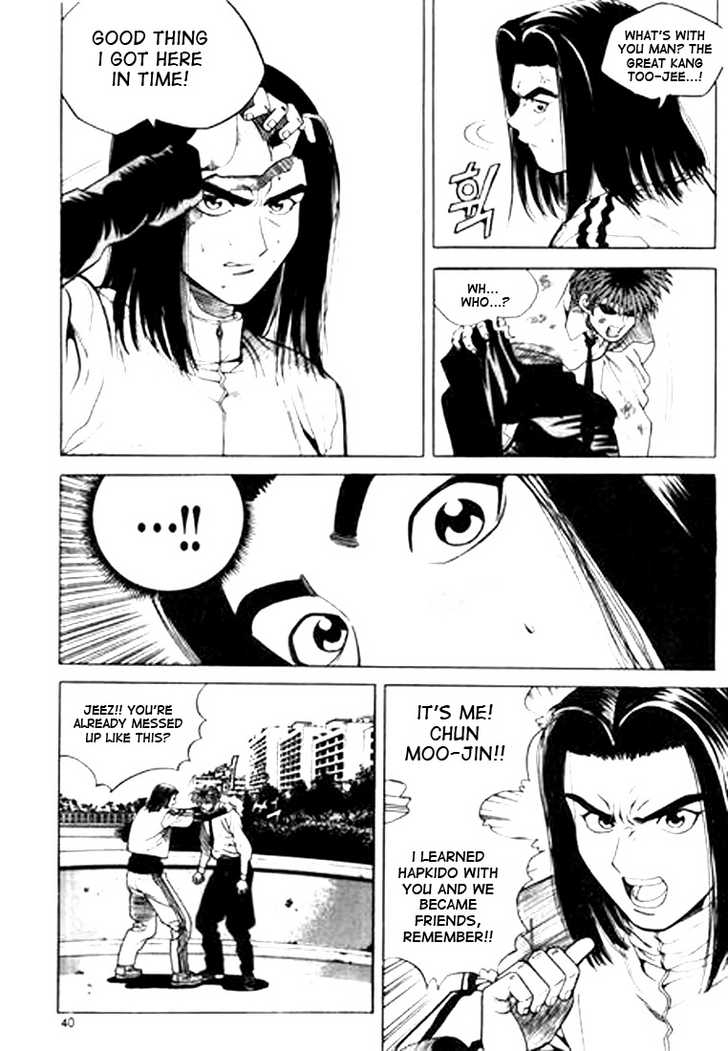 GOOD THING
I GOT HERE
IN TIME!
WHAT'S WITH
YOU MAN? THE
GREAT KANG
TOO-JEE...!
휙
WH...
WHO...?
...!!
JEEZ!! YOU'RE
ALREADY MESSED
UP LIKE THIS?
IT'S ME!
CHUN
MOO-JIN!!
I LEARNED
HAPKIDO WITH
YOU AND WE
BECAME
FRIENDS,
REMEMBER!!
40